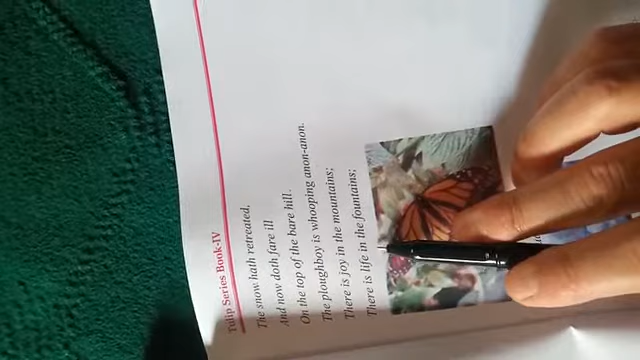 Tulip Series Book-IV
The snow hath retreated,
And now doth fare ill
On the top of the bare hill.
The ploughboy is whooping anon-anon.
There is joy in the mountains;
There is life in the fountains;